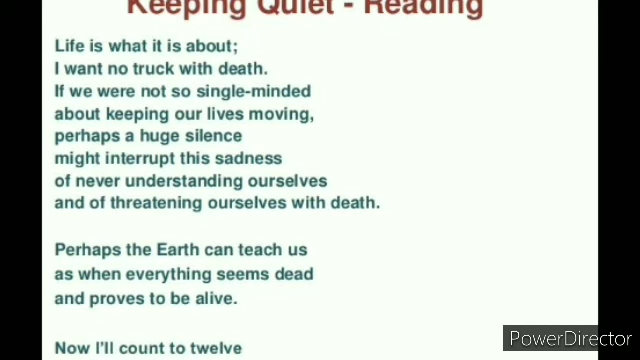 Keeping Quiet - Reading
Life is what it is about;
I want no truck with death.
If we were not so single-minded
about keeping our lives moving,
perhaps a huge silence
might interrupt this sadness
of never understanding ourselves
and of threatening ourselves with death.
Perhaps the Earth can teach us
as when everything seems dead
and proves to be alive.
Now I'll count to twelve
PowerDirector